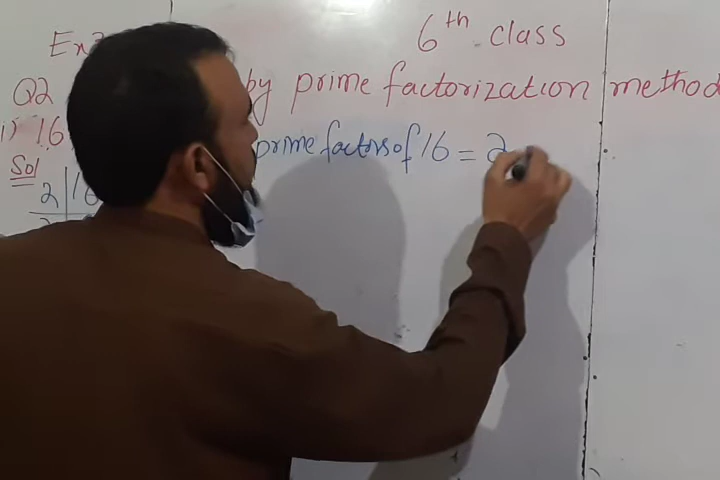 6th class
Q2 by prime factorization method
16
Sol prime factors of 16 = 2
2 | 16